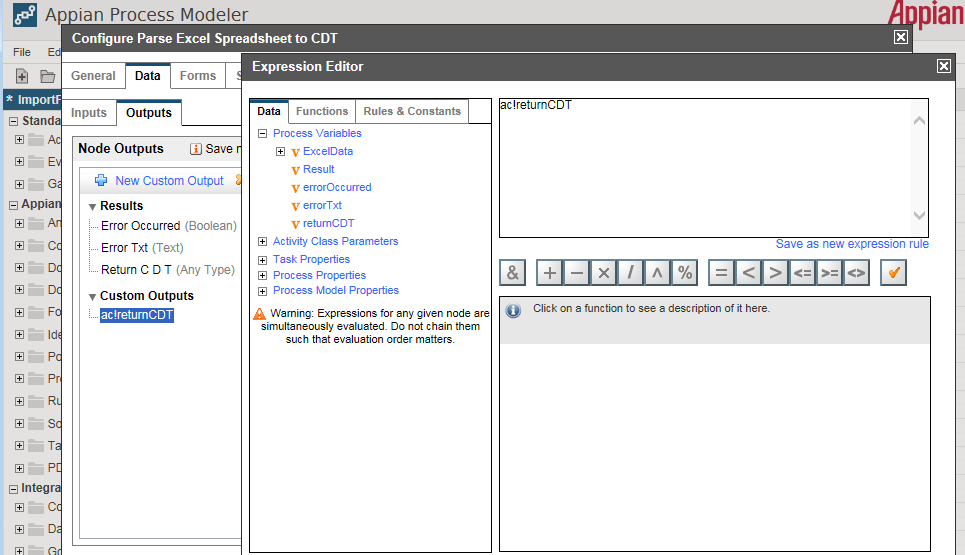 Appian Process Modeler
Appian
Configure Parse Excel Spreadsheet to CDT
File
Ed
General
Data
Forms
S
Expression Editor
* ImportF
Inputs
Outputs
Data
Functions
Rules & Constants
ac!returnCDT
Standa
Ac
Ev
Ga
Appian
An
Co
Do
Do
Fo
Ide
Po
Pr
Ru
So
Ta
PD
Integra
Co
Da
Go
Node Outputs
Save n
New Custom Output
Results
Error Occurred (Boolean)
Error Txt (Text)
Return C D T (Any Type)
Custom Outputs
ac!returnCDT
Process Variables
ExcelData
Result
errorOccurred
errorTxt
returnCDT
Activity Class Parameters
Task Properties
Process Properties
Process Model Properties
Warning: Expressions for any given node are
simultaneously evaluated. Do not chain them
such that evaluation order matters.
Save as new expression rule
& + − × / ^ % = < > <= >= <>
Click on a function to see a description of it here.